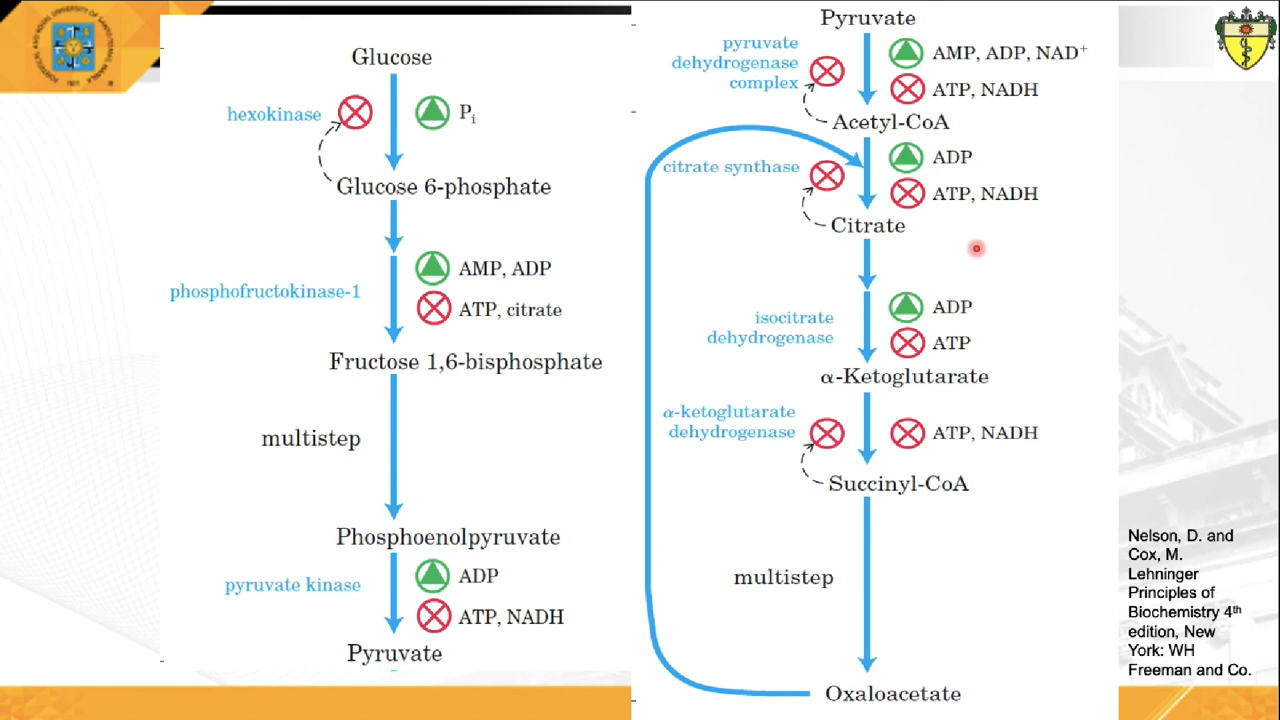 Glucose
hexokinase
Pi
Glucose 6-phosphate
AMP, ADP
phosphofructokinase-1
ATP, citrate
Fructose 1,6-bisphosphate
multistep
Phosphoenolpyruvate
ADP
pyruvate kinase
ATP, NADH
Pyruvate
Pyruvate
pyruvate
dehydrogenase
complex
AMP, ADP, NAD⁺
ATP, NADH
Acetyl-CoA
citrate synthase
ADP
ATP, NADH
Citrate
isocitrate
dehydrogenase
ADP
ATP
α-Ketoglutarate
α-ketoglutarate
dehydrogenase
ATP, NADH
Succinyl-CoA
multistep
Oxaloacetate
Nelson, D. and
Cox, M.
Lehninger
Principles of
Biochemistry 4th
edition, New
York: WH
Freeman and Co.